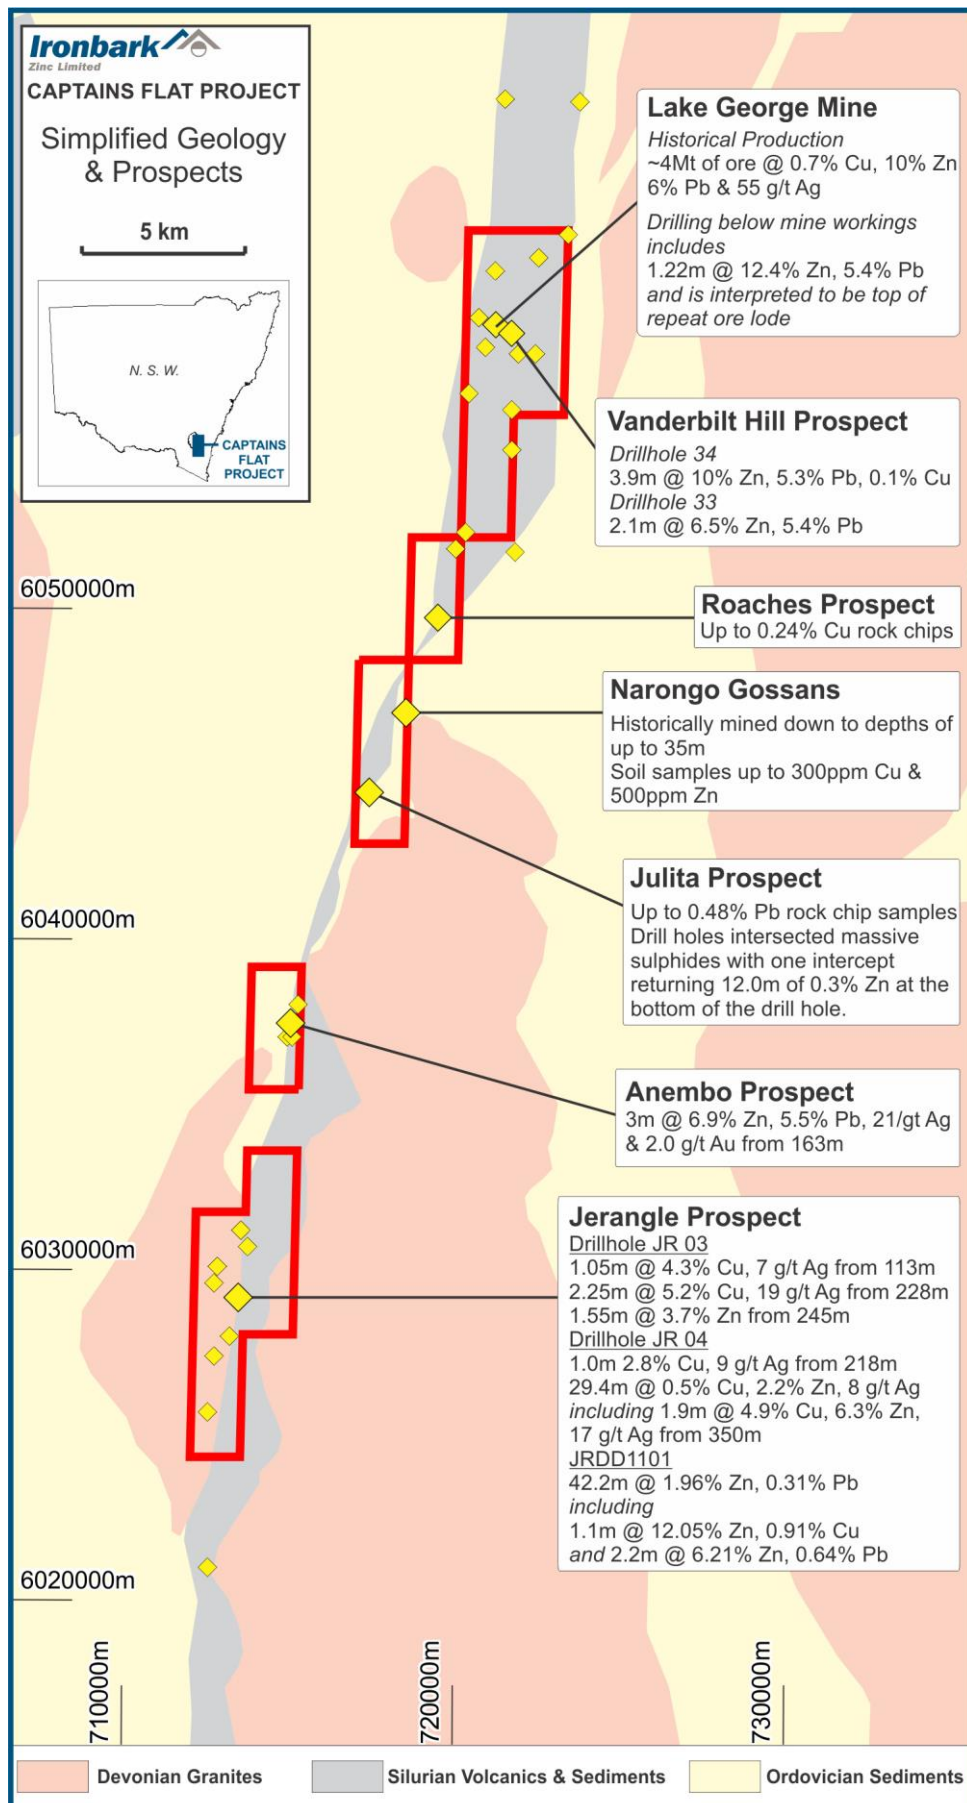 Ironbark
Zinc Limited
CAPTAINS FLAT PROJECT
Simplified Geology
& Prospects
5 km
N. S. W.
CAPTAINS
FLAT
PROJECT
Lake George Mine
Historical Production
~4Mt of ore @ 0.7% Cu, 10% Zn
6% Pb & 55 g/t Ag
Drilling below mine workings
includes
1.22m @ 12.4% Zn, 5.4% Pb
and is interpreted to be top of
repeat ore lode
Vanderbilt Hill Prospect
Drillhole 34
3.9m @ 10% Zn, 5.3% Pb, 0.1% Cu
Drillhole 33
2.1m @ 6.5% Zn, 5.4% Pb
6050000m
Roaches Prospect
Up to 0.24% Cu rock chips
Narongo Gossans
Historically mined down to depths of
up to 35m
Soil samples up to 300ppm Cu &
500ppm Zn
Julita Prospect
Up to 0.48% Pb rock chip samples
Drill holes intersected massive
sulphides with one intercept
returning 12.0m of 0.3% Zn at the
bottom of the drill hole.
6040000m
Anembo Prospect
3m @ 6.9% Zn, 5.5% Pb, 21/gt Ag
& 2.0 g/t Au from 163m
Jerangle Prospect
Drillhole JR 03
1.05m @ 4.3% Cu, 7 g/t Ag from 113m
2.25m @ 5.2% Cu, 19 g/t Ag from 228m
1.55m @ 3.7% Zn from 245m
Drillhole JR 04
1.0m 2.8% Cu, 9 g/t Ag from 218m
29.4m @ 0.5% Cu, 2.2% Zn, 8 g/t Ag
including 1.9m @ 4.9% Cu, 6.3% Zn,
17 g/t Ag from 350m
JRDD1101
42.2m @ 1.96% Zn, 0.31% Pb
including
1.1m @ 12.05% Zn, 0.91% Cu
and 2.2m @ 6.21% Zn, 0.64% Pb
6030000m
6020000m
710000m
720000m
730000m
Devonian Granites
Silurian Volcanics & Sediments
Ordovician Sediments